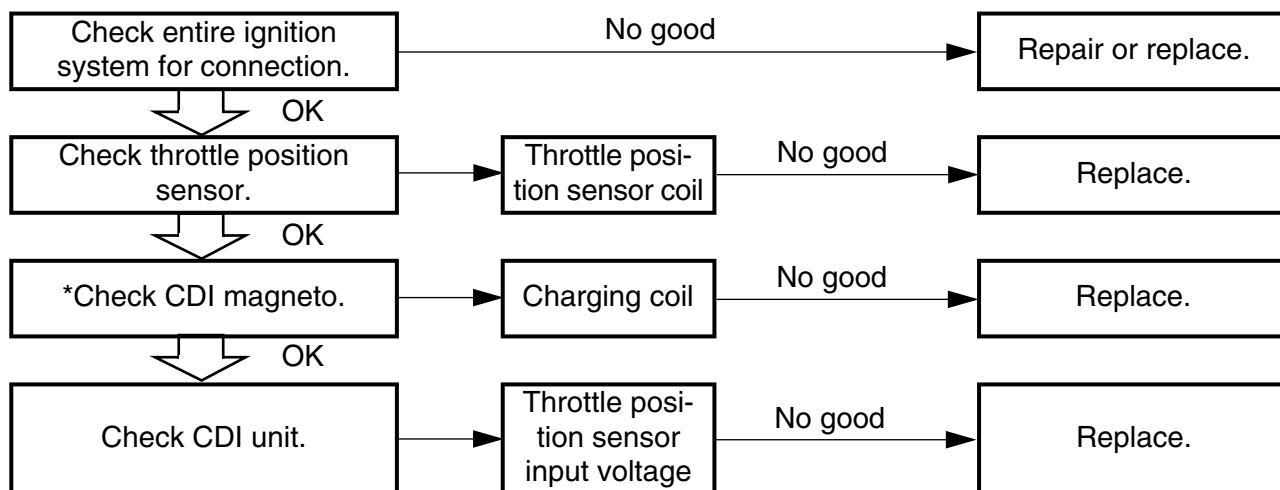 Check entire ignition
system for connection.
No good
Repair or replace.
OK
Check throttle position
sensor.
Throttle posi-
tion sensor coil
No good
Replace.
OK
*Check CDI magneto.
Charging coil
No good
Replace.
OK
Check CDI unit.
Throttle posi-
tion sensor
input voltage
No good
Replace.